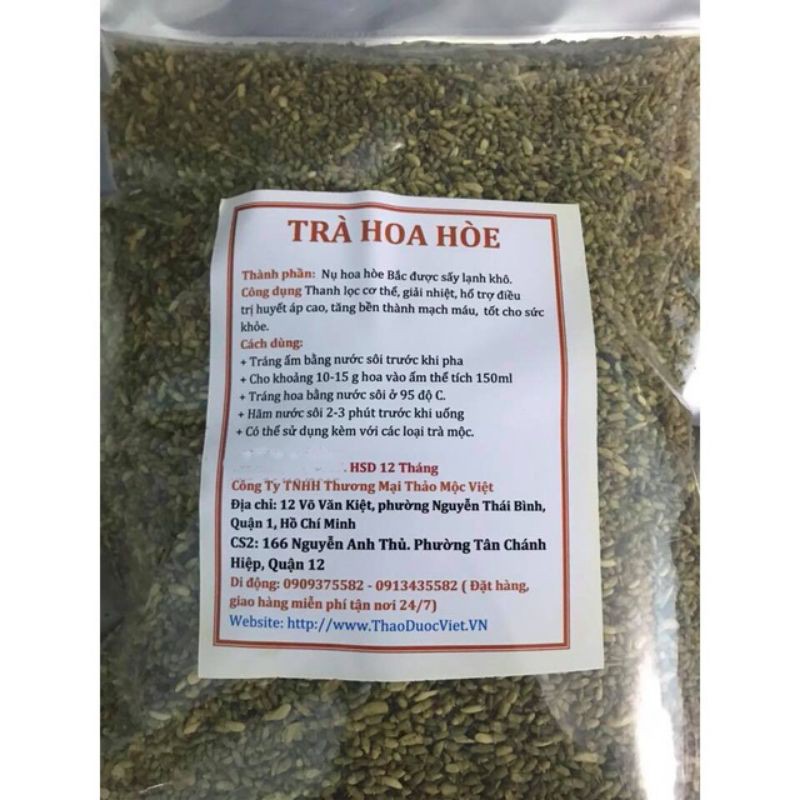 TRÀ HOA HÒE
Thành phần: Nụ hoa hòe Bắc được sấy lạnh khô.
Công dụng Thanh lọc cơ thể, giải nhiệt, hổ trợ điều
trị huyết áp cao, tăng bền thành mạch máu, tốt cho sức
khỏe.
Cách dùng:
+ Tráng ấm bằng nước sôi trước khi pha
+ Cho khoảng 10-15 g hoa vào ấm thể tích 150ml
+ Tráng hoa bằng nước sôi ở 95 độ C.
+ Hãm nước sôi 2-3 phút trước khi uống
+ Có thể sử dụng kèm với các loại trà mộc.
. HSD 12 Tháng
Công Ty TNHH Thương Mại Thảo Mộc Việt
Địa chỉ: 12 Võ Văn Kiệt, phường Nguyễn Thái Bình,
Quận 1, Hồ Chí Minh
CS2: 166 Nguyễn Anh Thủ. Phường Tân Chánh
Hiệp, Quận 12
Di động: 0909375582 - 0913435582 ( Đặt hàng,
giao hàng miễn phí tận nơi 24/7)
Website: http://www.ThaoDuocViet.VN